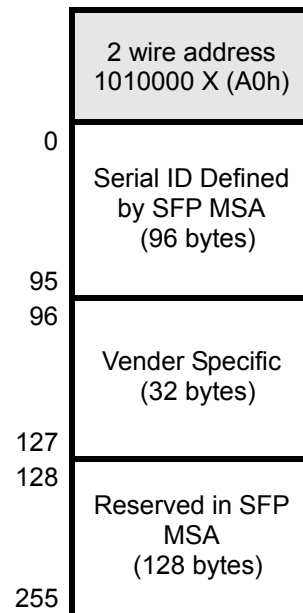 2 wire address
1010000 X (A0h)
0
Serial ID Defined
by SFP MSA
(96 bytes)
95
96
Vender Specific
(32 bytes)
127
128
Reserved in SFP
MSA
(128 bytes)
255